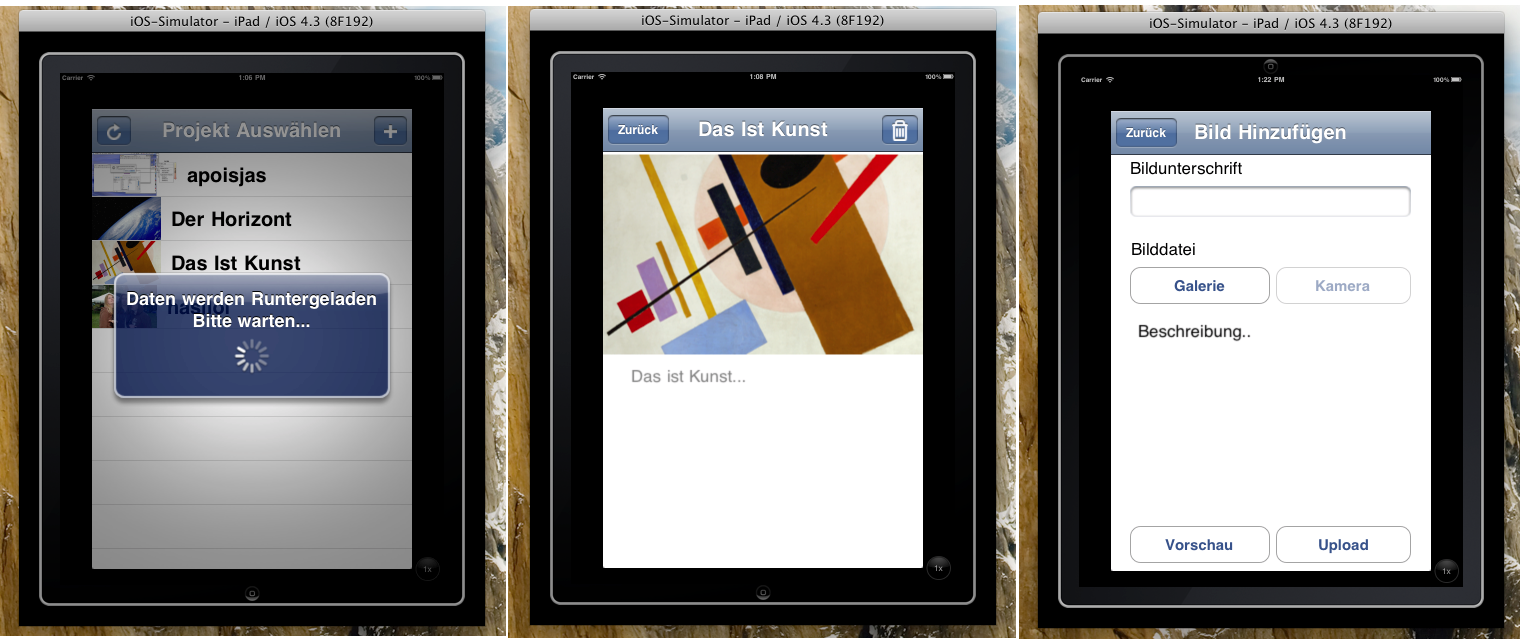 iOS-Simulator – iPad / iOS 4.3 (8F192)
Carrier 1:06 PM 100%
Projekt Auswählen +
apoisjas
Der Horizont
Das Ist Kunst
Daten werden Runtergeladen
Bitte warten...
1x
iOS-Simulator – iPad / iOS 4.3 (8F192)
Carrier 1:08 PM 100%
Zurück Das Ist Kunst
Das ist Kunst...
1x
iOS-Simulator – iPad / iOS 4.3 (8F192)
Carrier 1:22 PM 100%
Zurück Bild Hinzufügen
Bildunterschrift
Bilddatei
Galerie Kamera
Beschreibung..
Vorschau Upload
1x